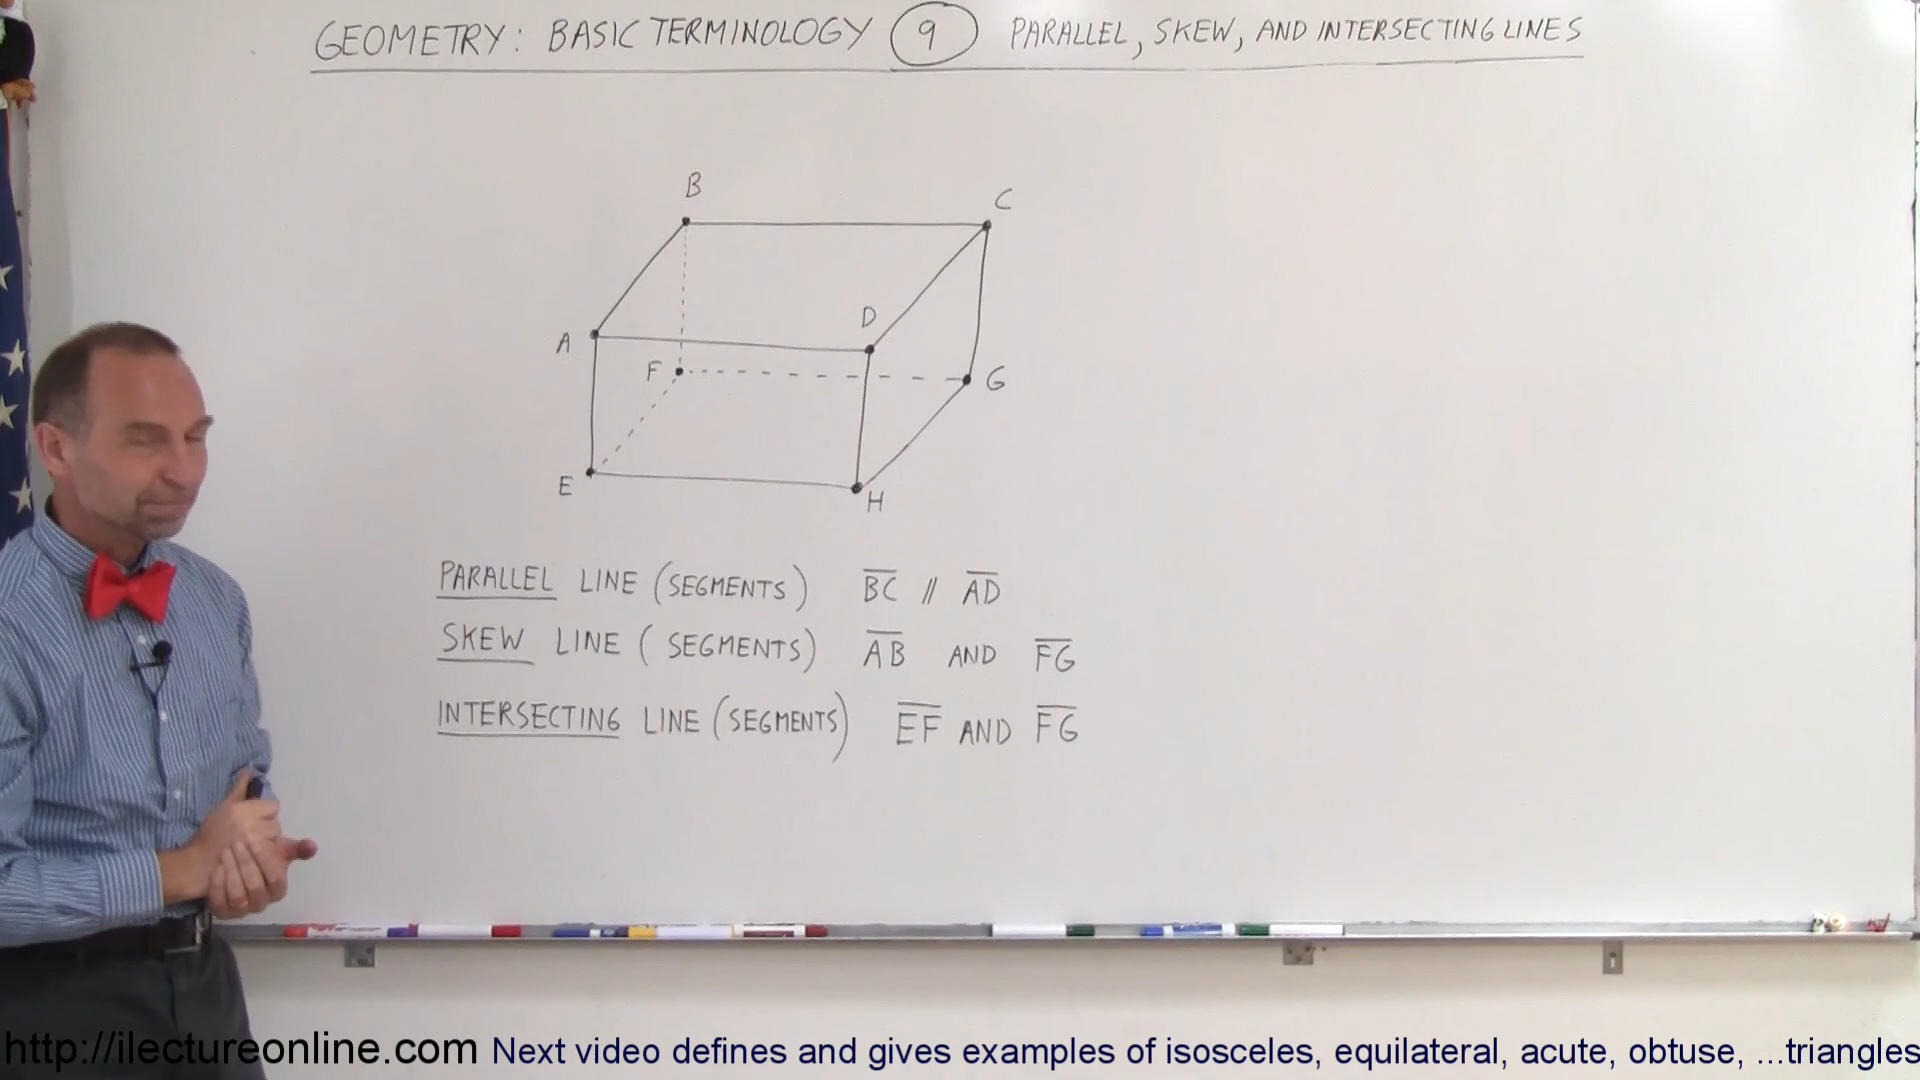 GEOMETRY: BASIC TERMINOLOGY 9 PARALLEL, SKEW, AND INTERSECTING LINES
B
C
D
A
F
G
E
H
PARALLEL LINE (SEGMENTS) BC // AD
SKEW LINE (SEGMENTS) AB AND FG
INTERSECTING LINE (SEGMENTS) EF AND FG
http://ilectureonline.com Next video defines and gives examples of isosceles, equilateral, acute, obtuse, ...triangles